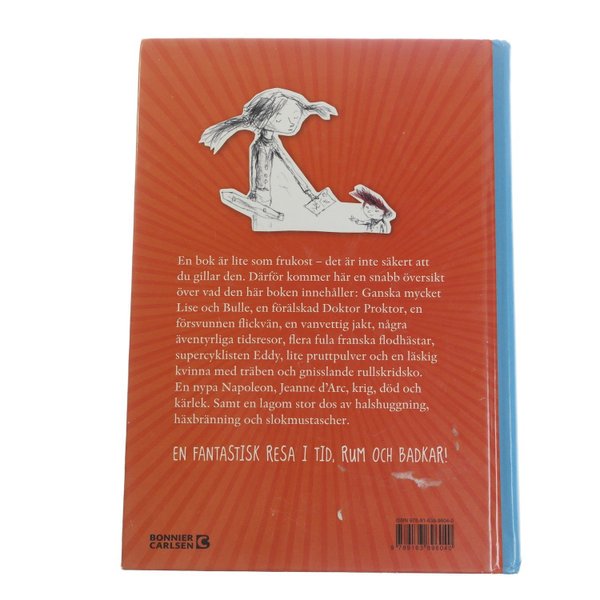 En bok är lite som frukost – det är inte säkert att
du gillar den. Därför kommer här en snabb översikt
över vad den här boken innehåller: Ganska mycket
Lise och Bulle, en förälskad Doktor Proktor, en
försvunnen flickvän, en vanvettig jakt, några
äventyrliga tidsresor, flera fula franska flodhästar,
supercyklisten Eddy, lite pruttpulver och en läskig
kvinna med träben och gnisslande rullskridsko.
En nypa Napoleon, Jeanne d'Arc, krig, död och
kärlek. Samt en lagom stor dos av halshuggning,
häxbränning och slokmustascher.
EN FANTASTISK RESA I TID, RUM OCH BADKAR!
BONNIER
CARLSEN